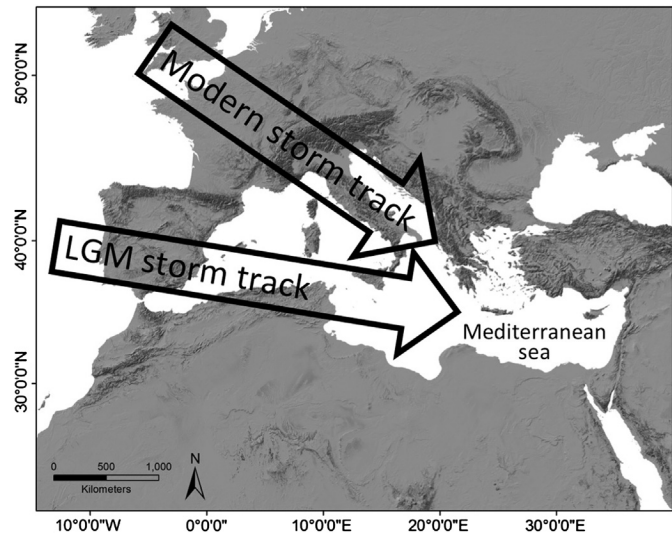 50°0'0"N
Modern storm track
40°0'0"N
LGM storm track
Mediterranean
sea
30°0'0"N
N
0 500 1,000
Kilometers
10°0'0"W 0°0'0" 10°0'0"E 20°0'0"E 30°0'0"E